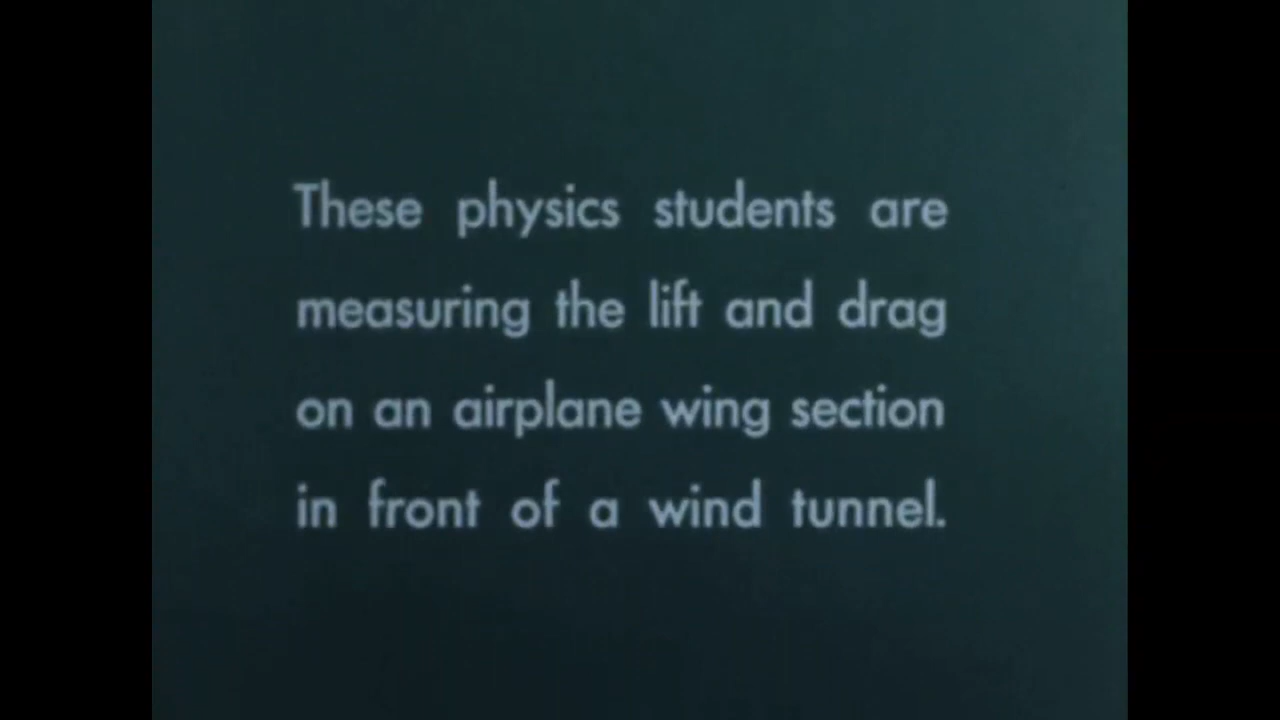 These physics students are
measuring the lift and drag
on an airplane wing section
in front of a wind tunnel.